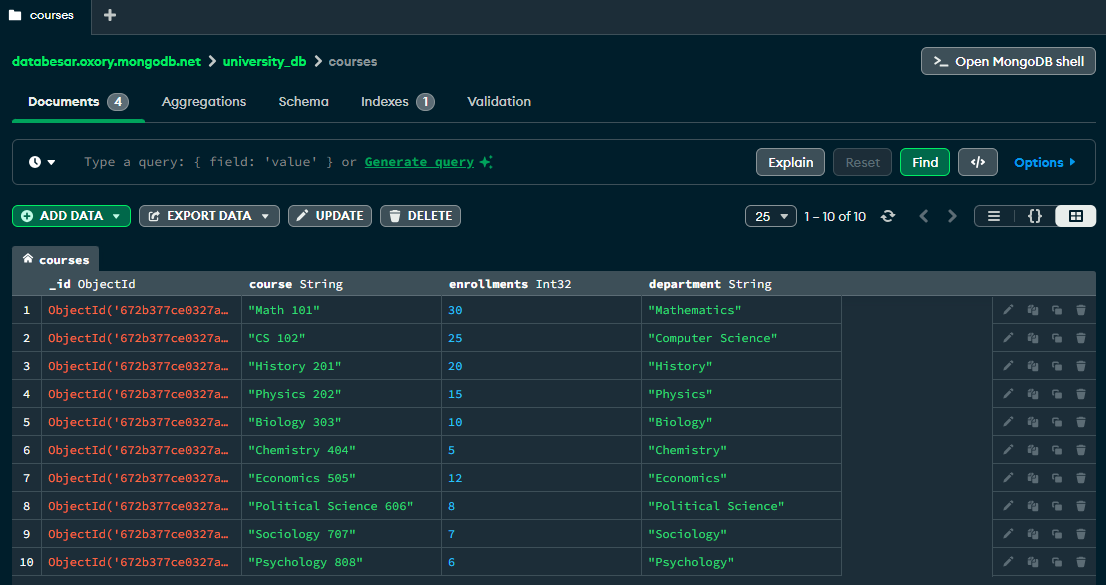 courses
databesar.oxory.mongodb.net > university_db > courses
>_ Open MongoDB shell
Documents 4 Aggregations Schema Indexes 1 Validation
Type a query: { field: 'value' } or Generate query
Explain Reset Find </> Options
ADD DATA EXPORT DATA UPDATE DELETE 25 1 – 10 of 10 {}
courses
_id ObjectId course String enrollments Int32 department String
1 ObjectId('672b377ce0327a… "Math 101" 30 "Mathematics"
2 ObjectId('672b377ce0327a… "CS 102" 25 "Computer Science"
3 ObjectId('672b377ce0327a… "History 201" 20 "History"
4 ObjectId('672b377ce0327a… "Physics 202" 15 "Physics"
5 ObjectId('672b377ce0327a… "Biology 303" 10 "Biology"
6 ObjectId('672b377ce0327a… "Chemistry 404" 5 "Chemistry"
7 ObjectId('672b377ce0327a… "Economics 505" 12 "Economics"
8 ObjectId('672b377ce0327a… "Political Science 606" 8 "Political Science"
9 ObjectId('672b377ce0327a… "Sociology 707" 7 "Sociology"
10 ObjectId('672b377ce0327a… "Psychology 808" 6 "Psychology"